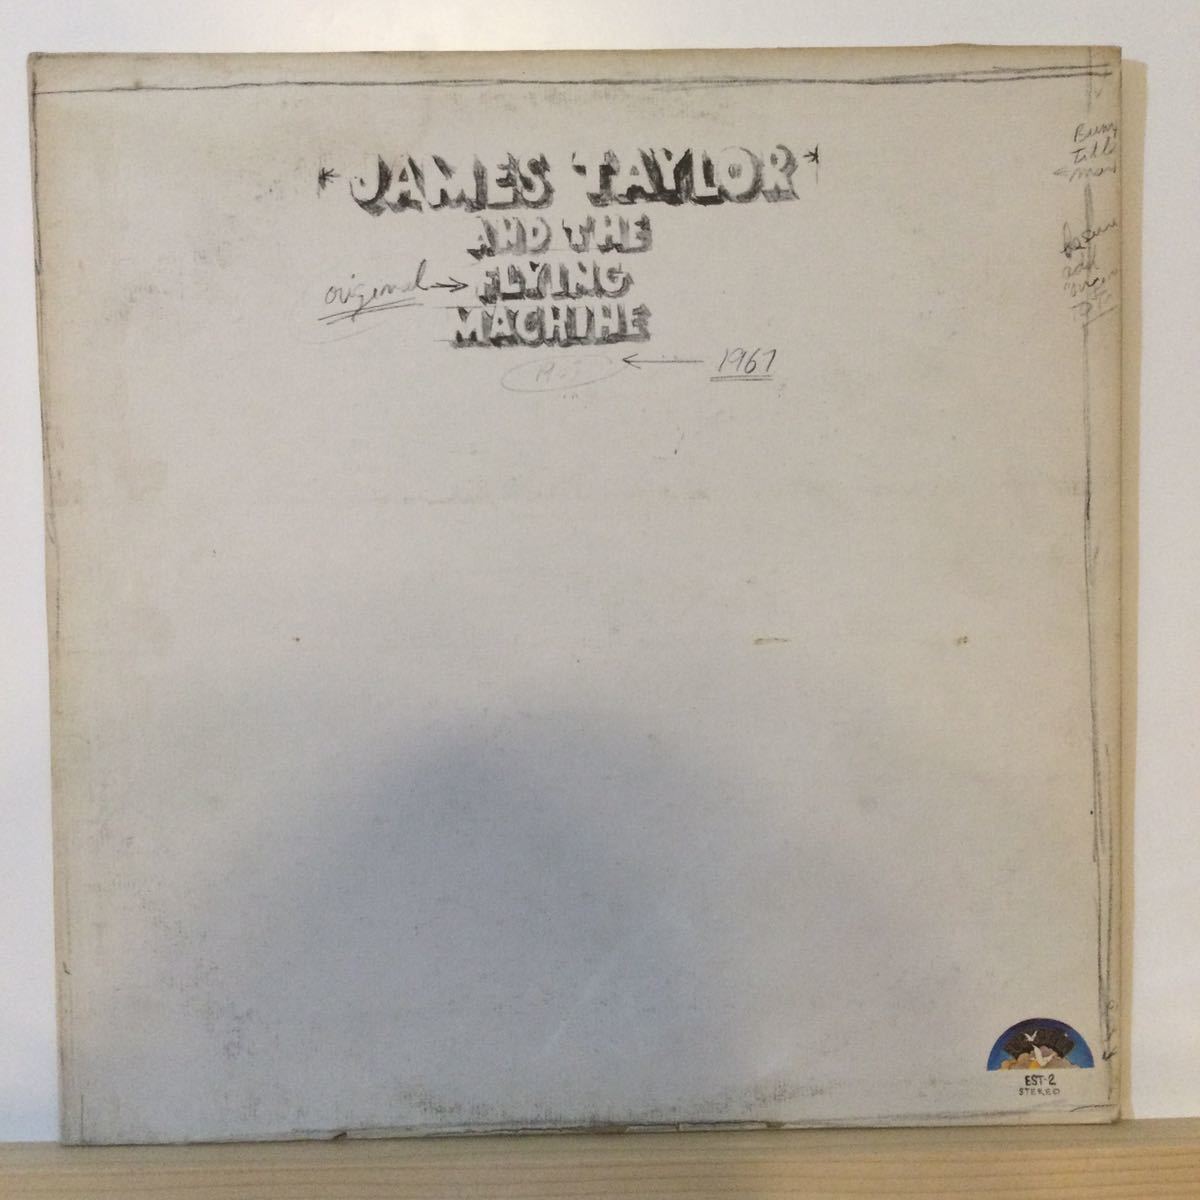 *JAMES TAYLOR*
AND THE
original → FLYING
MACHINE
← 1967
EST-2
STEREO